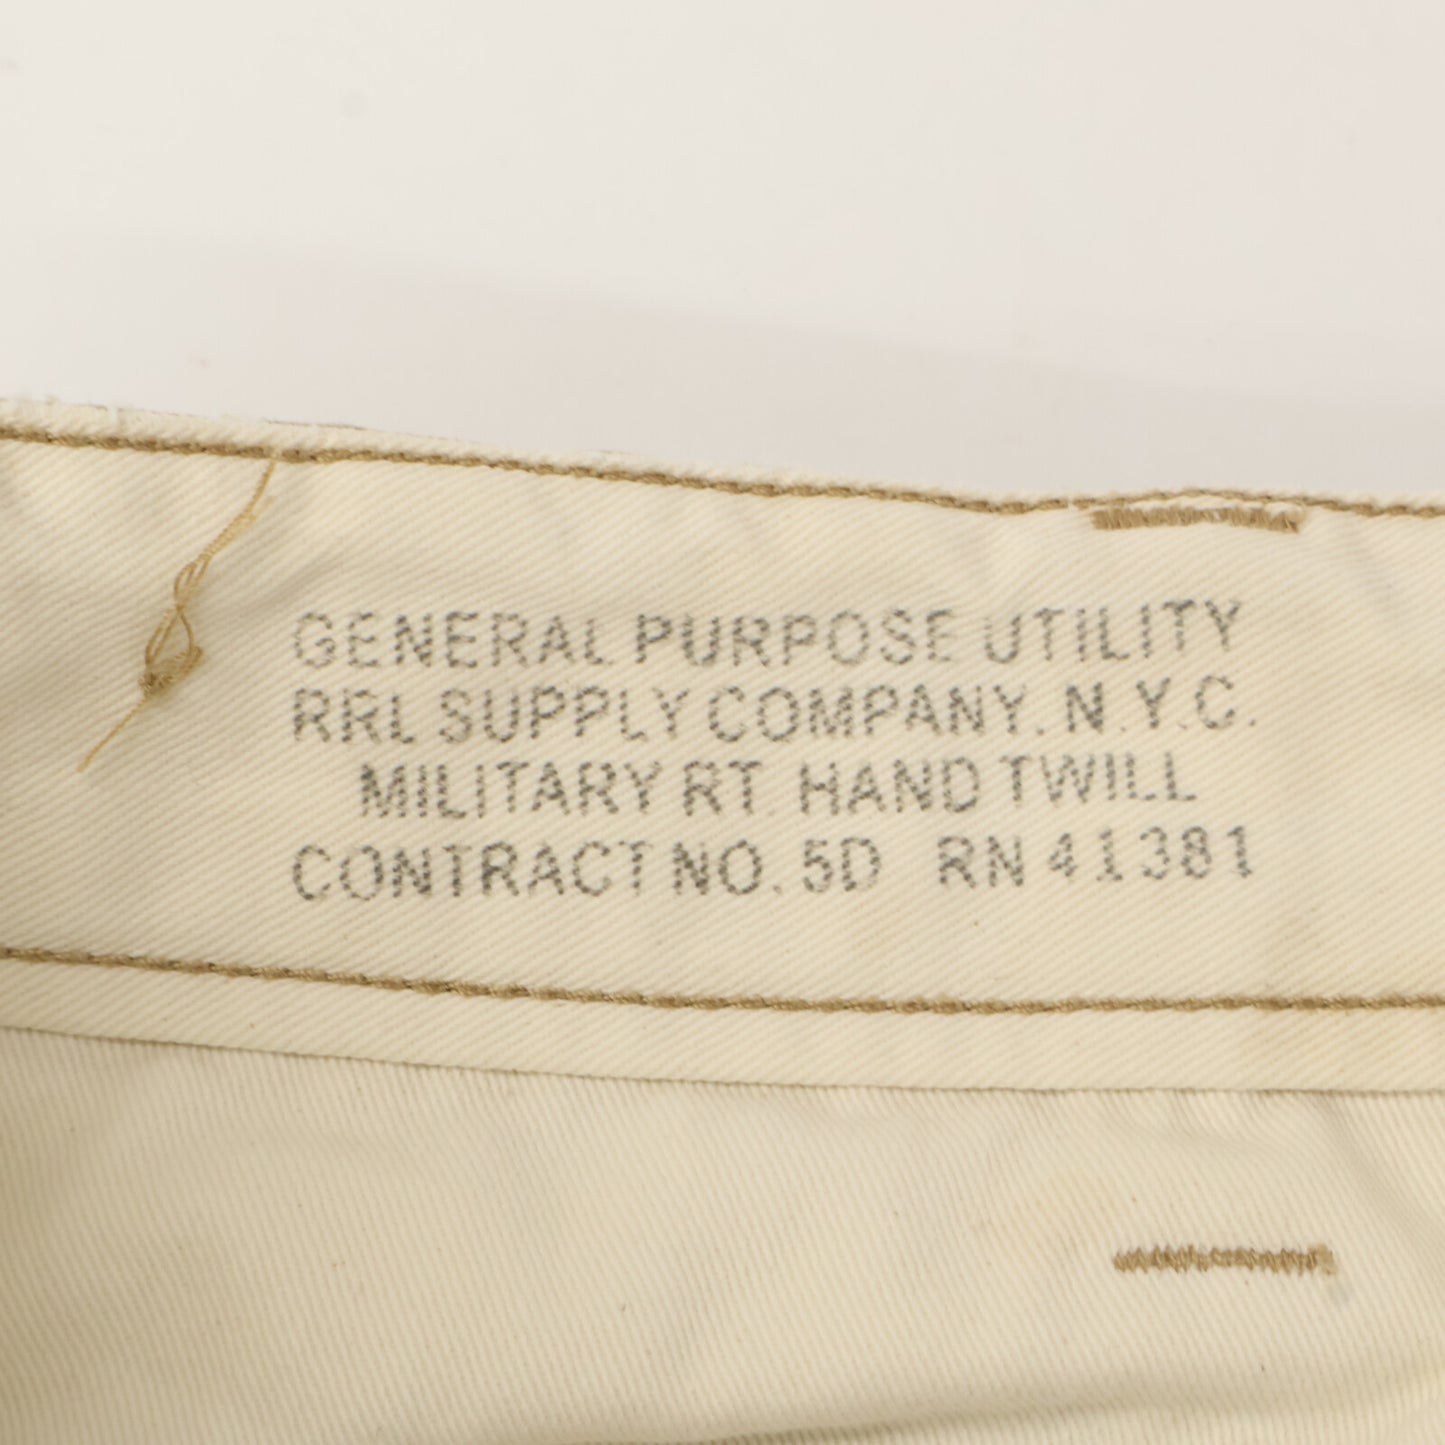 GENERAL PURPOSE UTILITY
RRL SUPPLY COMPANY. N.Y.C.
MILITARY RT. HAND TWILL
CONTRACT NO. 5D RN 41381